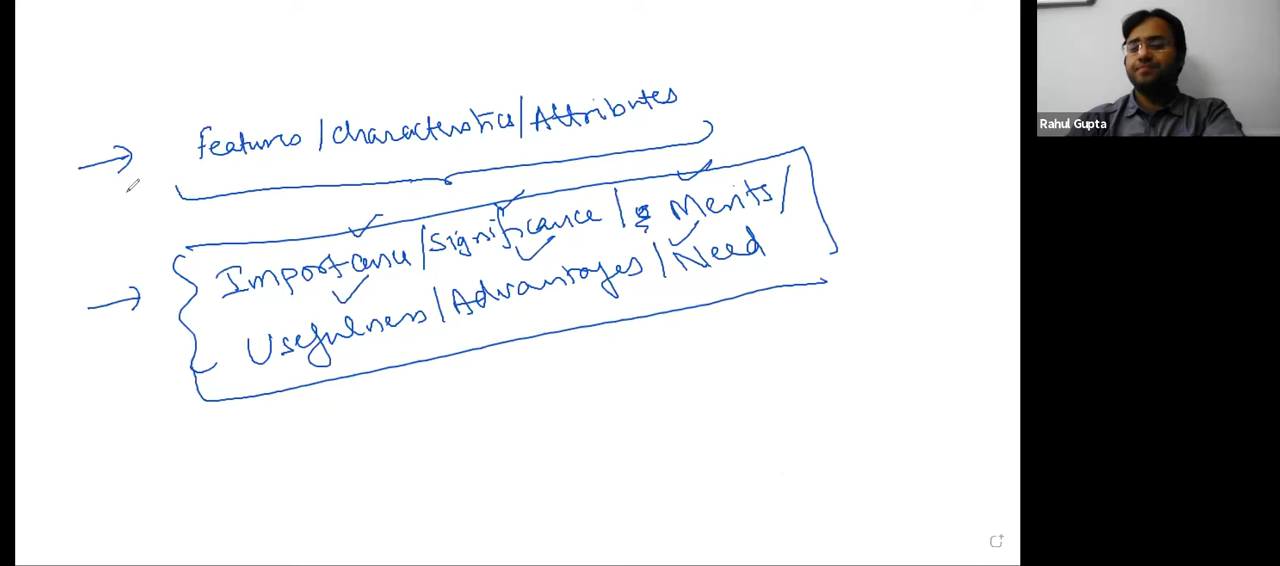 features / characteristics / Attributes
Importance / Significance / Merits /
Usefulness / Advantages / Need
Rahul Gupta